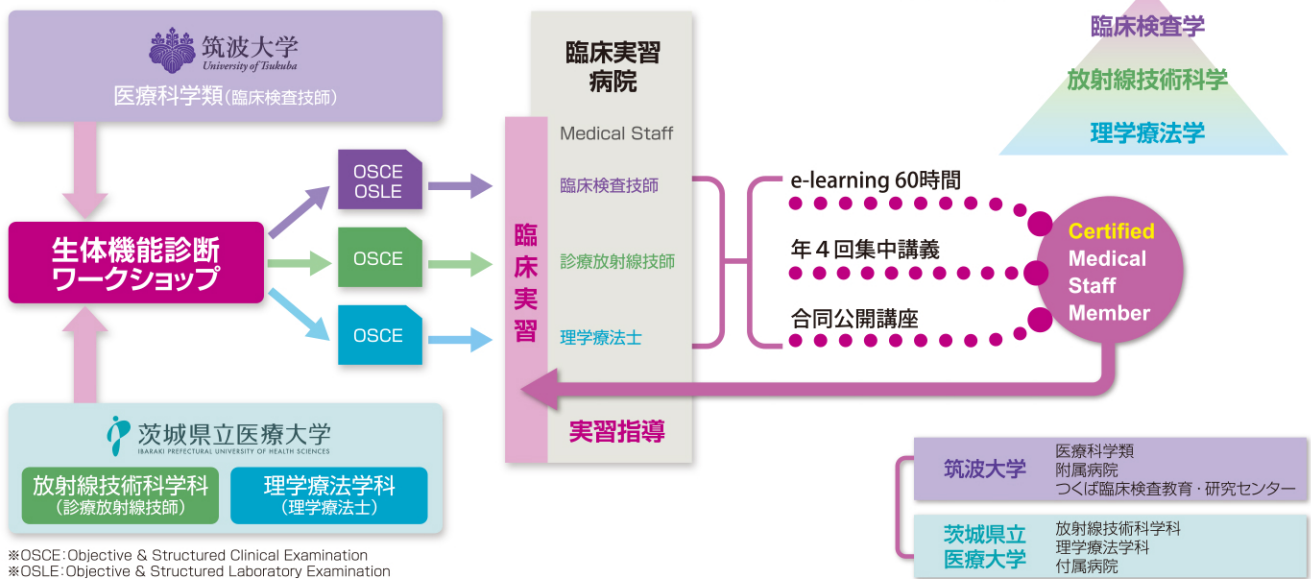 筑波大学
University of Tsukuba
医療科学類(臨床検査技師)
生体機能診断
ワークショップ
茨城県立医療大学
IBARAKI PREFECTURAL UNIVERSITY OF HEALTH SCIENCES
放射線技術科学科
(診療放射線技師)
理学療法学科
(理学療法士)
※OSCE:Objective & Structured Clinical Examination
※OSLE:Objective & Structured Laboratory Examination
OSCE
OSLE
OSCE
OSCE
臨床実習
病院
Medical Staff
臨床実習
臨床検査技師
診療放射線技師
理学療法士
実習指導
e-learning 60時間
年4回集中講義
合同公開講座
Certified
Medical
Staff
Member
臨床検査学
放射線技術科学
理学療法学
筑波大学
医療科学類
附属病院
つくば臨床検査教育・研究センター
茨城県立
医療大学
放射線技術科学科
理学療法学科
付属病院